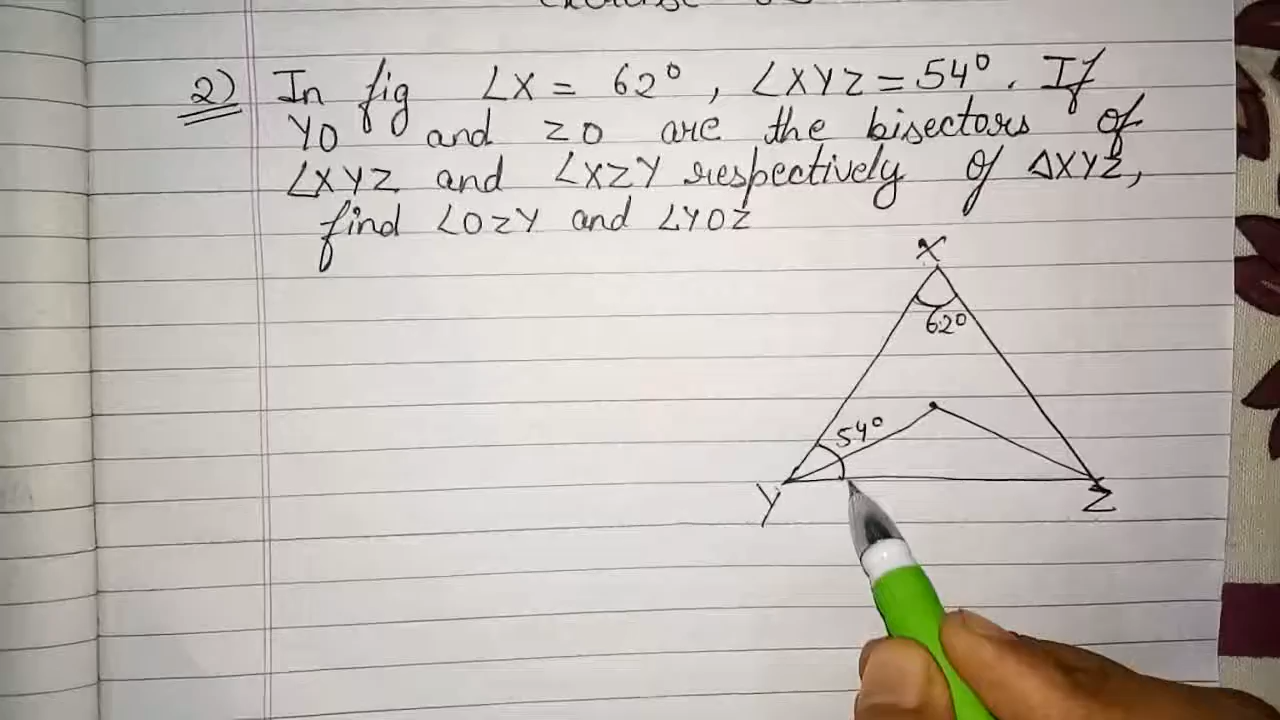 2) In fig ∠X = 62°, ∠XYZ = 54°. If
YO and ZO are the bisectors of
∠XYZ and ∠XZY respectively of ΔXYZ,
find ∠OZY and ∠YOZ
X
62°
54°
Y
Z